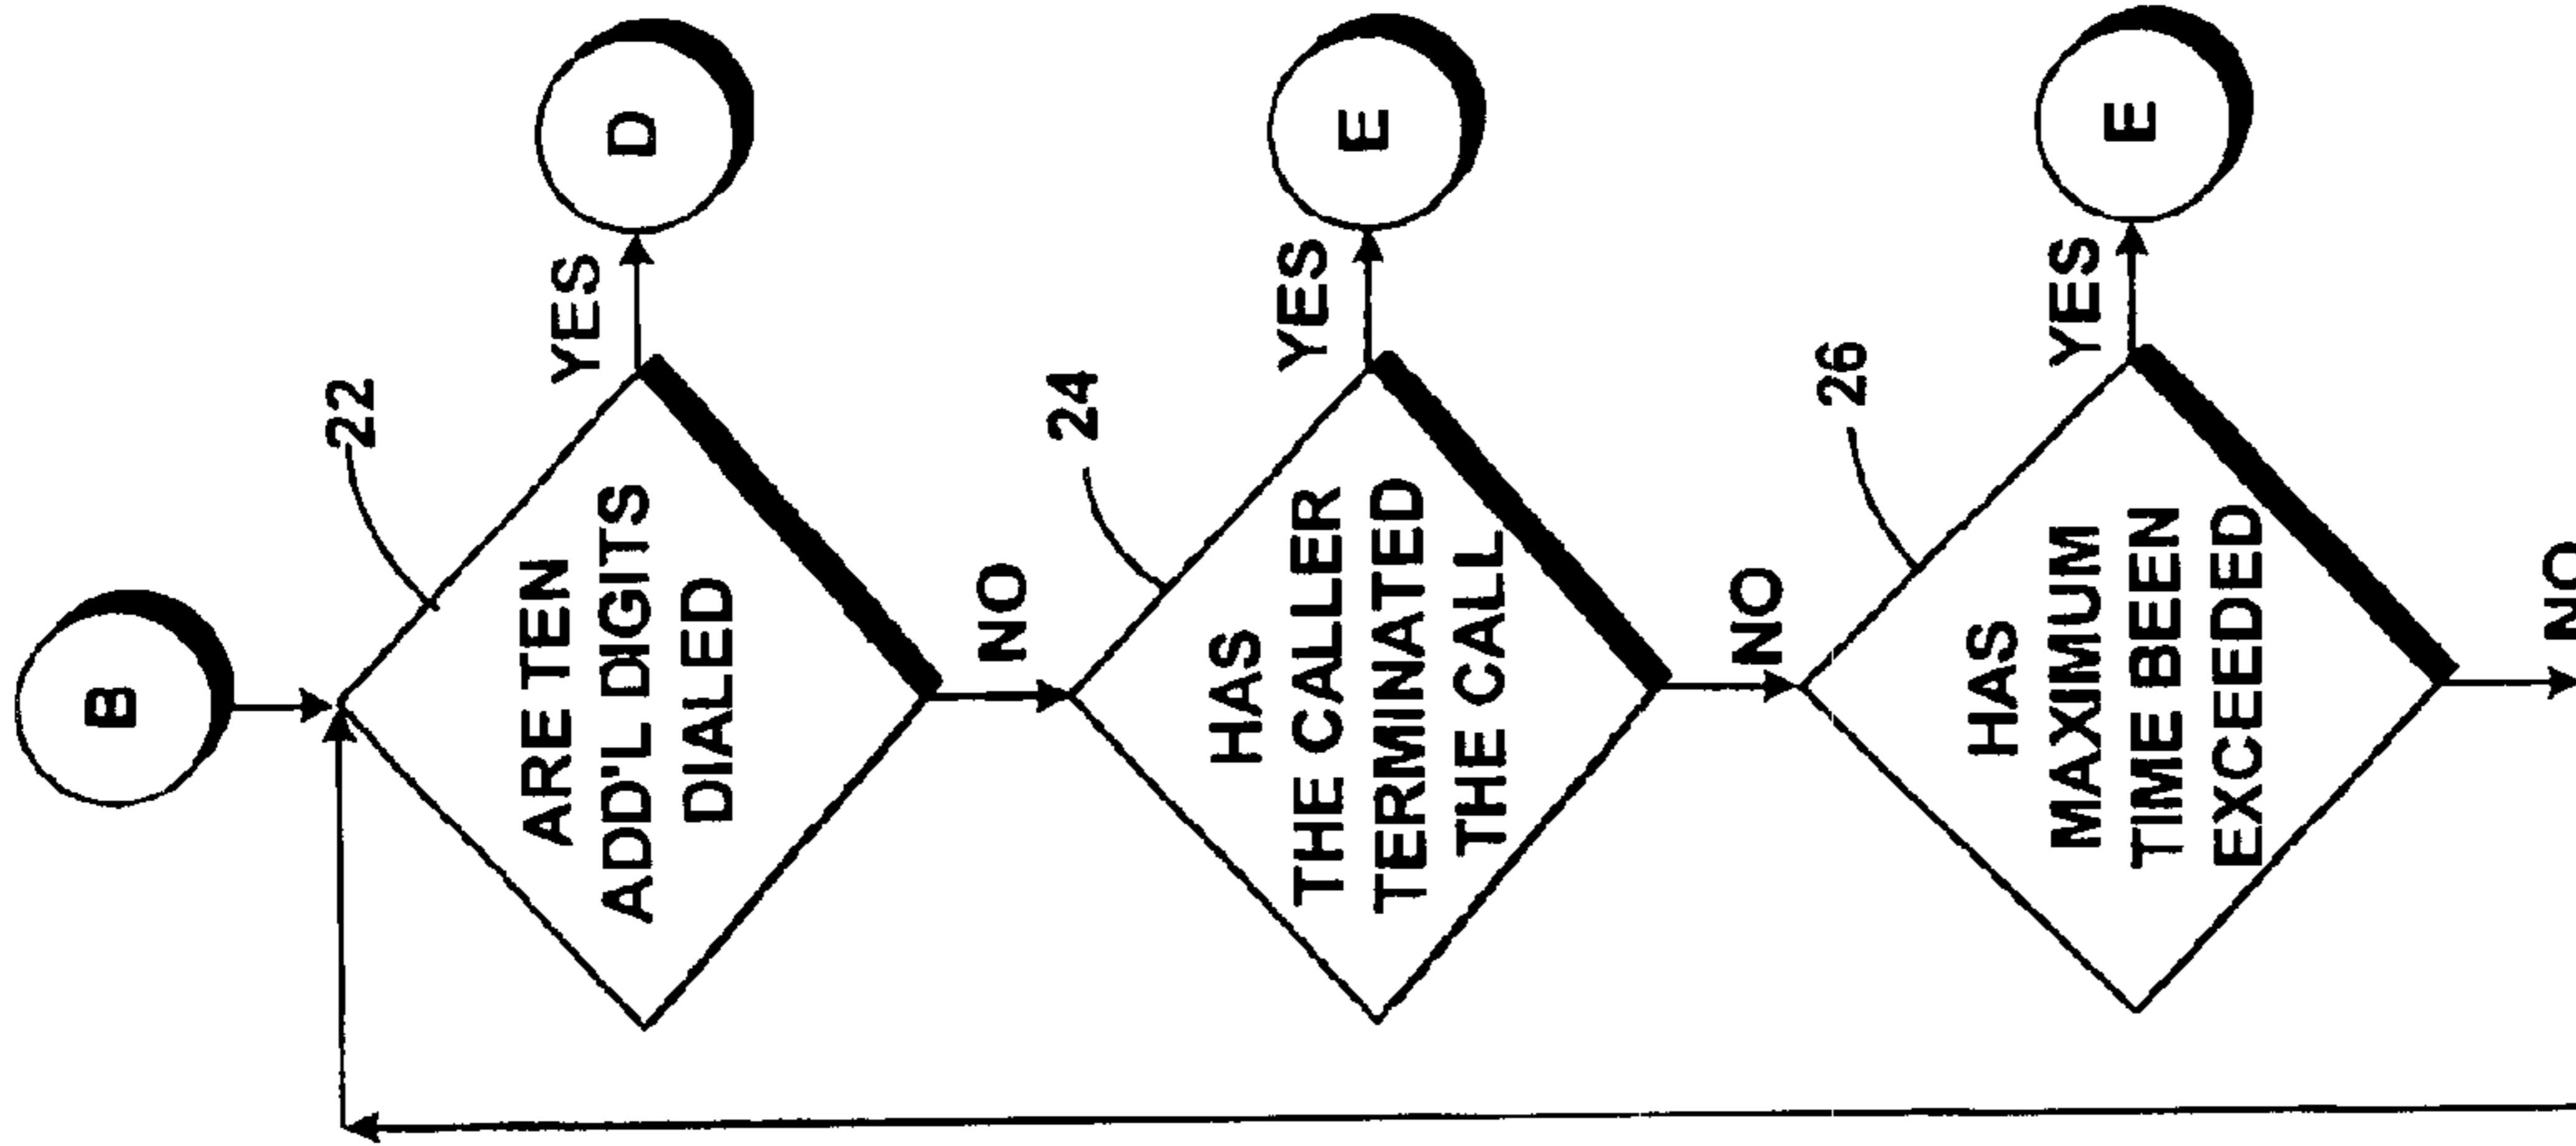 B
22
ARE TEN
ADD'L DIGITS
DIALED
YES
D
NO
24
HAS
THE CALLER
TERMINATED
THE CALL
YES
E
NO
26
HAS
MAXIMUM
TIME BEEN
EXCEEDED
YES
E
NO